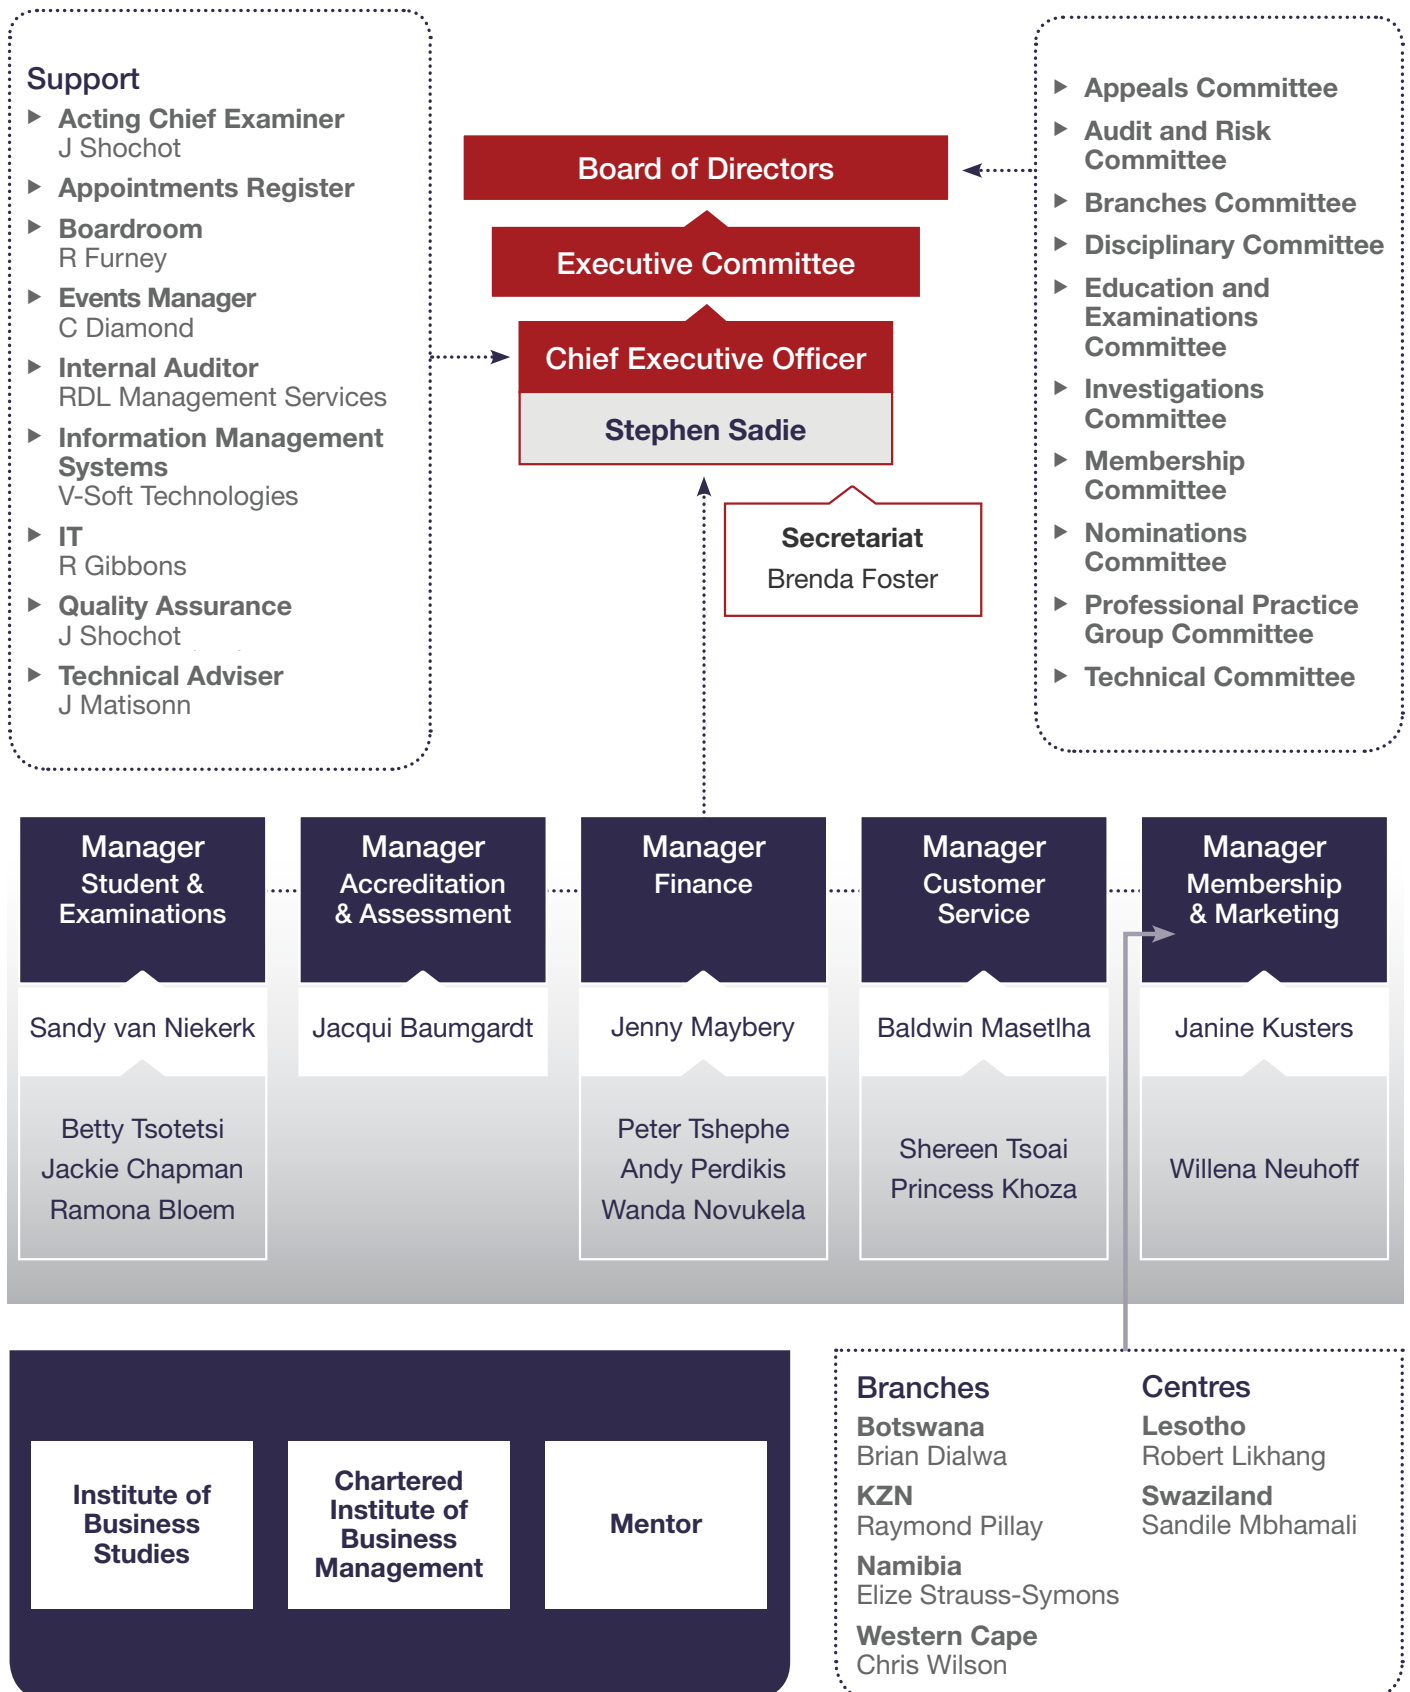 Support
Acting Chief Examiner
J Shochot
Appointments Register
Boardroom
R Furney
Events Manager
C Diamond
Internal Auditor
RDL Management Services
Information Management
Systems
V-Soft Technologies
IT
R Gibbons
Quality Assurance
J Shochot
Technical Adviser
J Matisonn
Board of Directors
Executive Committee
Chief Executive Officer
Stephen Sadie
Secretariat
Brenda Foster
Appeals Committee
Audit and Risk
Committee
Branches Committee
Disciplinary Committee
Education and
Examinations
Committee
Investigations
Committee
Membership
Committee
Nominations
Committee
Professional Practice
Group Committee
Technical Committee
Manager
Student &
Examinations
Sandy van Niekerk
Betty Tsotetsi
Jackie Chapman
Ramona Bloem
Manager
Accreditation
& Assessment
Jacqui Baumgardt
Manager
Finance
Jenny Maybery
Peter Tshephe
Andy Perdikis
Wanda Novukela
Manager
Customer
Service
Baldwin Masetlha
Shereen Tsoai
Princess Khoza
Manager
Membership
& Marketing
Janine Kusters
Willena Neuhoff
Institute of
Business
Studies
Chartered
Institute of
Business
Management
Mentor
Branches
Botswana
Brian Dialwa
KZN
Raymond Pillay
Namibia
Elize Strauss-Symons
Western Cape
Chris Wilson
Centres
Lesotho
Robert Likhang
Swaziland
Sandile Mbhamali